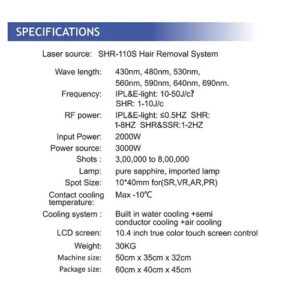 SPECIFICATIONS
Laser source: SHR-110S Hair Removal System
Wave length: 430nm, 480nm, 530nm,
560nm, 590nm, 640nm, 690nm.
Frequency: IPL&E-light: 10-50J/c?
SHR: 1-10J/c
RF power: IPL&E-light: ≤0.5HZ SHR:
1-8HZ SHR&SSR:1-2HZ
Input Power: 2000W
Power source: 3000W
Shots : 3,00,000 to 8,00,000
Lamp: pure sapphire, imported lamp
Spot Size: 10*40mm for(SR,VR,AR,PR)
Contact cooling Max -10℃
temperature:
Cooling system : Built in water cooling +semi
conductor cooling +air cooling
LCD screen: 10.4 inch true color touch screen control
Weight: 30KG
Machine size: 50cm x 35cm x 32cm
Package size: 60cm x 40cm x 45cm